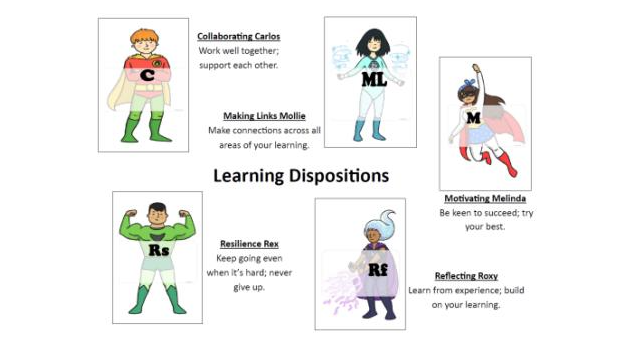 Collaborating Carlos
Work well together;
support each other.
C
ML
Making Links Mollie
Make connections across all
areas of your learning.
M
Learning Dispositions
Motivating Melinda
Be keen to succeed; try
your best.
Rs
Resilience Rex
Keep going even
when it's hard; never
give up.
Rf
Reflecting Roxy
Learn from experience; build
on your learning.